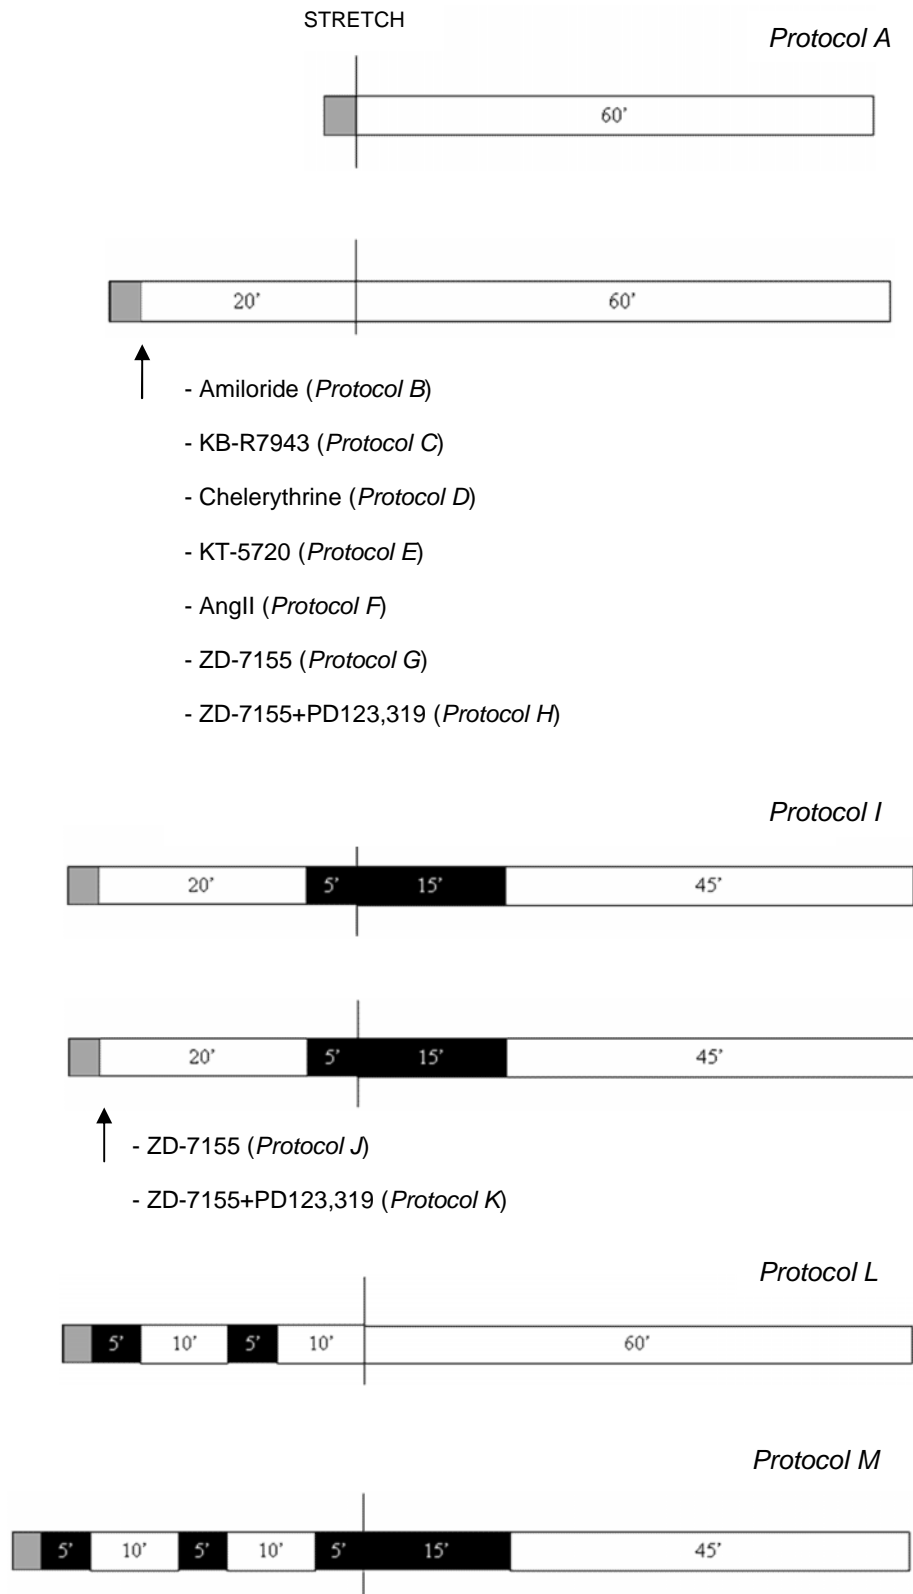 STRETCH
Protocol A
60’
20’ 60’
- Amiloride (Protocol B)
- KB-R7943 (Protocol C)
- Chelerythrine (Protocol D)
- KT-5720 (Protocol E)
- AngII (Protocol F)
- ZD-7155 (Protocol G)
- ZD-7155+PD123,319 (Protocol H)
Protocol I
20’ 5’ 15’ 45’
20’ 5’ 15’ 45’
- ZD-7155 (Protocol J)
- ZD-7155+PD123,319 (Protocol K)
Protocol L
5’ 10’ 5’ 10’ 60’
Protocol M
5’ 10’ 5’ 10’ 5’ 15’ 45’